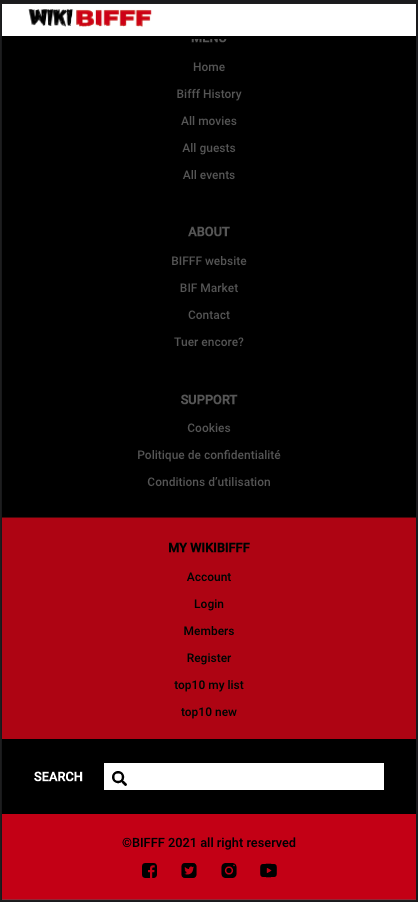 WIKI BIFFF
MENU
Home
Bifff History
All movies
All guests
All events
ABOUT
BIFFF website
BIF Market
Contact
Tuer encore?
SUPPORT
Cookies
Politique de confidentialité
Conditions d'utilisation
MY WIKIBIFFF
Account
Login
Members
Register
top10 my list
top10 new
SEARCH
©BIFFF 2021 all right reserved